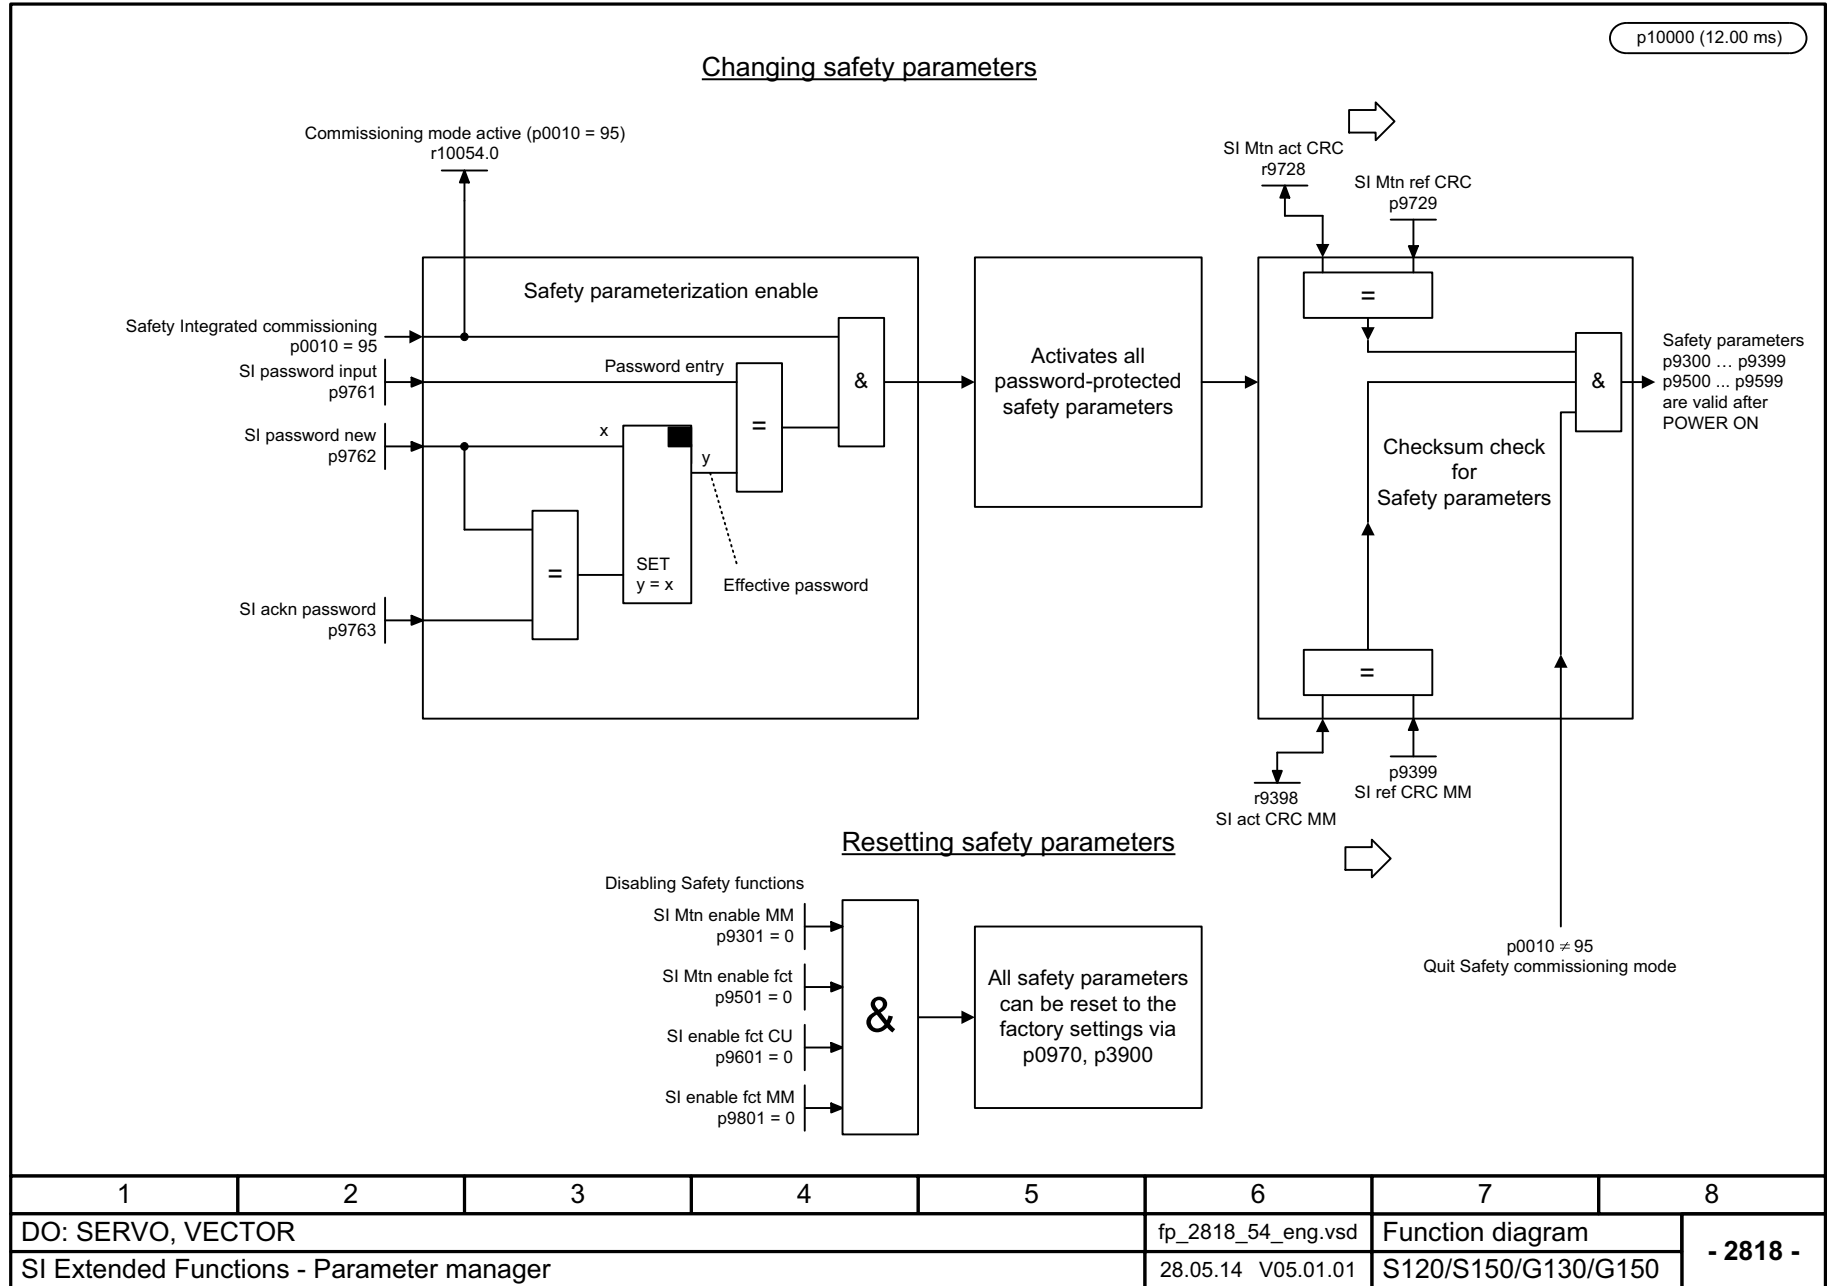 p10000 (12.00 ms)
Changing safety parameters
Commissioning mode active (p0010 = 95)
r10054.0
SI Mtn act CRC
r9728
SI Mtn ref CRC
p9729
Safety parameterization enable
=
Safety Integrated commissioning
p0010 = 95
SI password input
p9761
Password entry
&
=
SI password new
p9762
x
y
SET
y = x
=
Effective password
SI ackn password
p9763
Activates all
password-protected
safety parameters
&
Safety parameters
p9300 … p9399
p9500 ... p9599
are valid after
POWER ON
Checksum check
for
Safety parameters
=
r9398
SI act CRC MM
p9399
SI ref CRC MM
p0010 ≠ 95
Quit Safety commissioning mode
Resetting safety parameters
Disabling Safety functions
SI Mtn enable MM
p9301 = 0
SI Mtn enable fct
p9501 = 0
SI enable fct CU
p9601 = 0
SI enable fct MM
p9801 = 0
&
All safety parameters
can be reset to the
factory settings via
p0970, p3900
1 2 3 4 5 6 7 8
DO: SERVO, VECTOR
fp_2818_54_eng.vsd
Function diagram
- 2818 -
SI Extended Functions - Parameter manager
28.05.14 V05.01.01
S120/S150/G130/G150